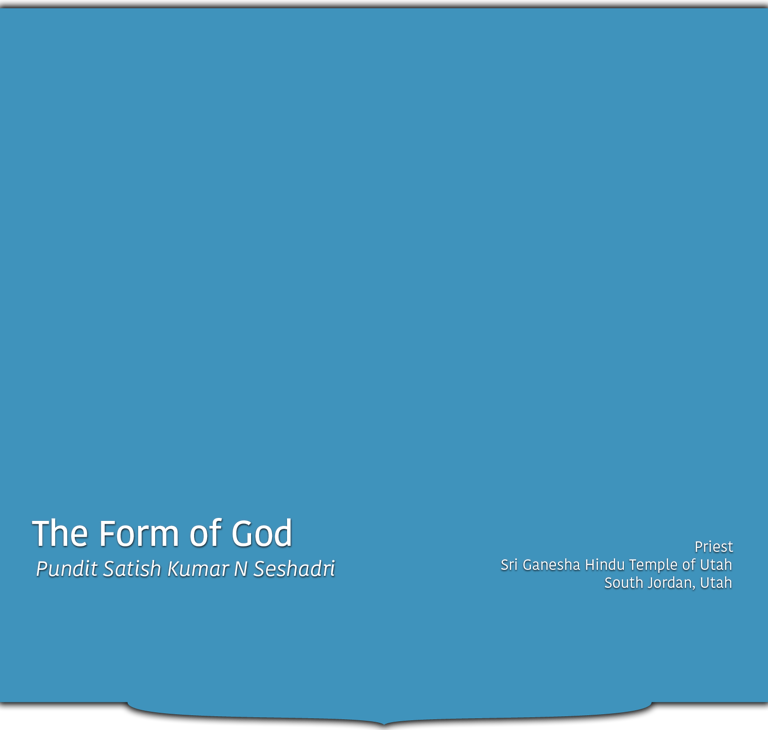 The Form of God
Pundit Satish Kumar N Seshadri
Priest
Sri Ganesha Hindu Temple of Utah
South Jordan, Utah